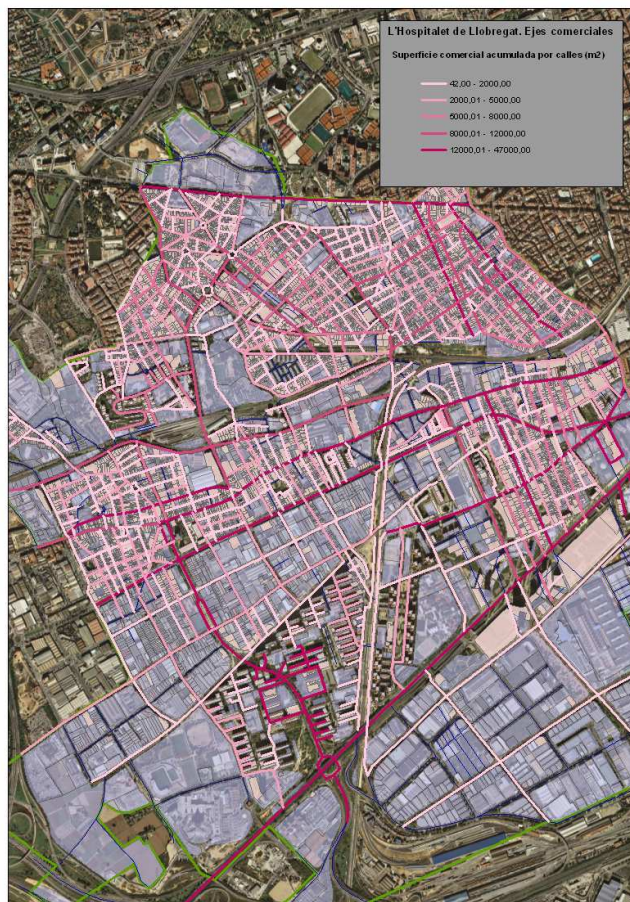 L'Hospitalet de Llobregat. Ejes comerciales
Superficie comercial acumulada por calles (m2)
42,00 - 2000,00
2000,01 - 5000,00
5000,01 - 8000,00
8000,01 - 12000,00
12000,01 - 47000,00